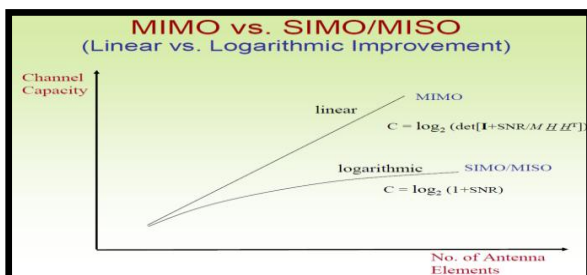 MIMO vs. SIMO/MISO
(Linear vs. Logarithmic Improvement)
Channel
Capacity
linear
MIMO
C = log₂ (det[I+SNR/M H Hᵀ])
logarithmic
SIMO/MISO
C = log₂ (1+SNR)
No. of Antenna
Elements